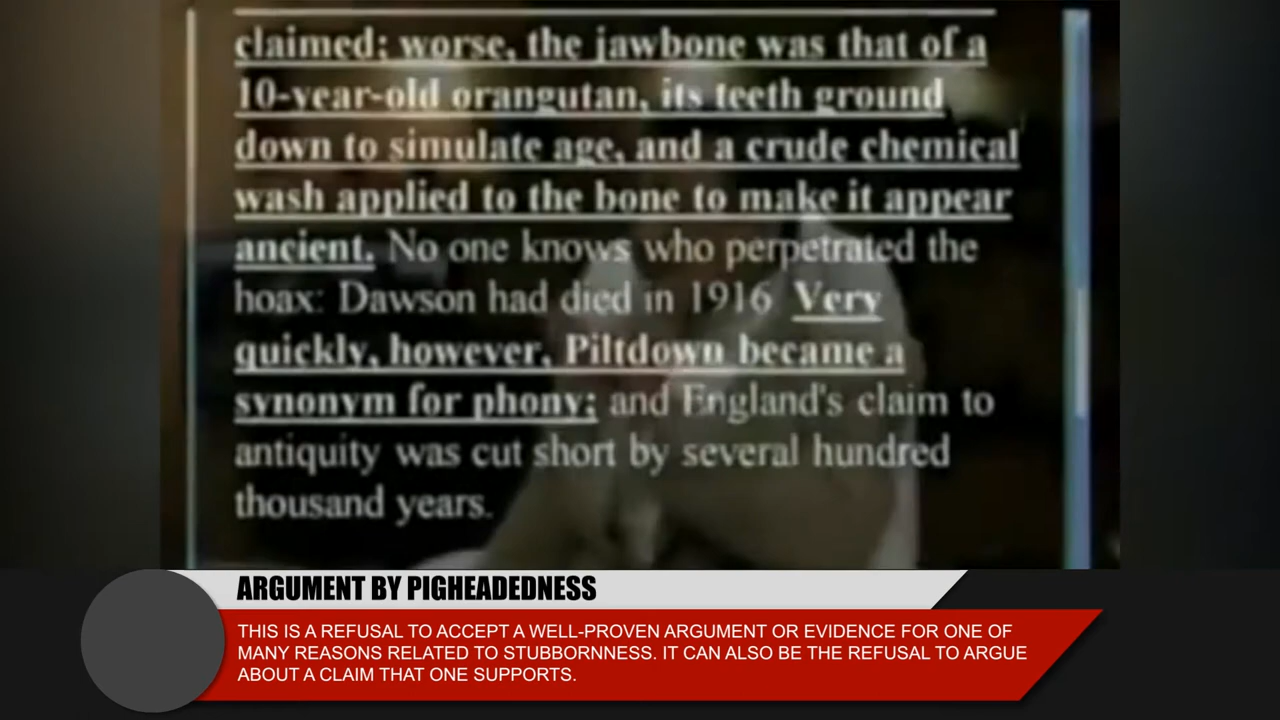 claimed; worse, the jawbone was that of a
10-year-old orangutan, its teeth ground
down to simulate age, and a crude chemical
wash applied to the bone to make it appear
ancient. No one knows who perpetrated the
hoax: Dawson had died in 1916 Very
quickly, however, Piltdown became a
synonym for phony; and England's claim to
antiquity was cut short by several hundred
thousand years.
ARGUMENT BY PIGHEADEDNESS
THIS IS A REFUSAL TO ACCEPT A WELL-PROVEN ARGUMENT OR EVIDENCE FOR ONE OF
MANY REASONS RELATED TO STUBBORNNESS. IT CAN ALSO BE THE REFUSAL TO ARGUE
ABOUT A CLAIM THAT ONE SUPPORTS.